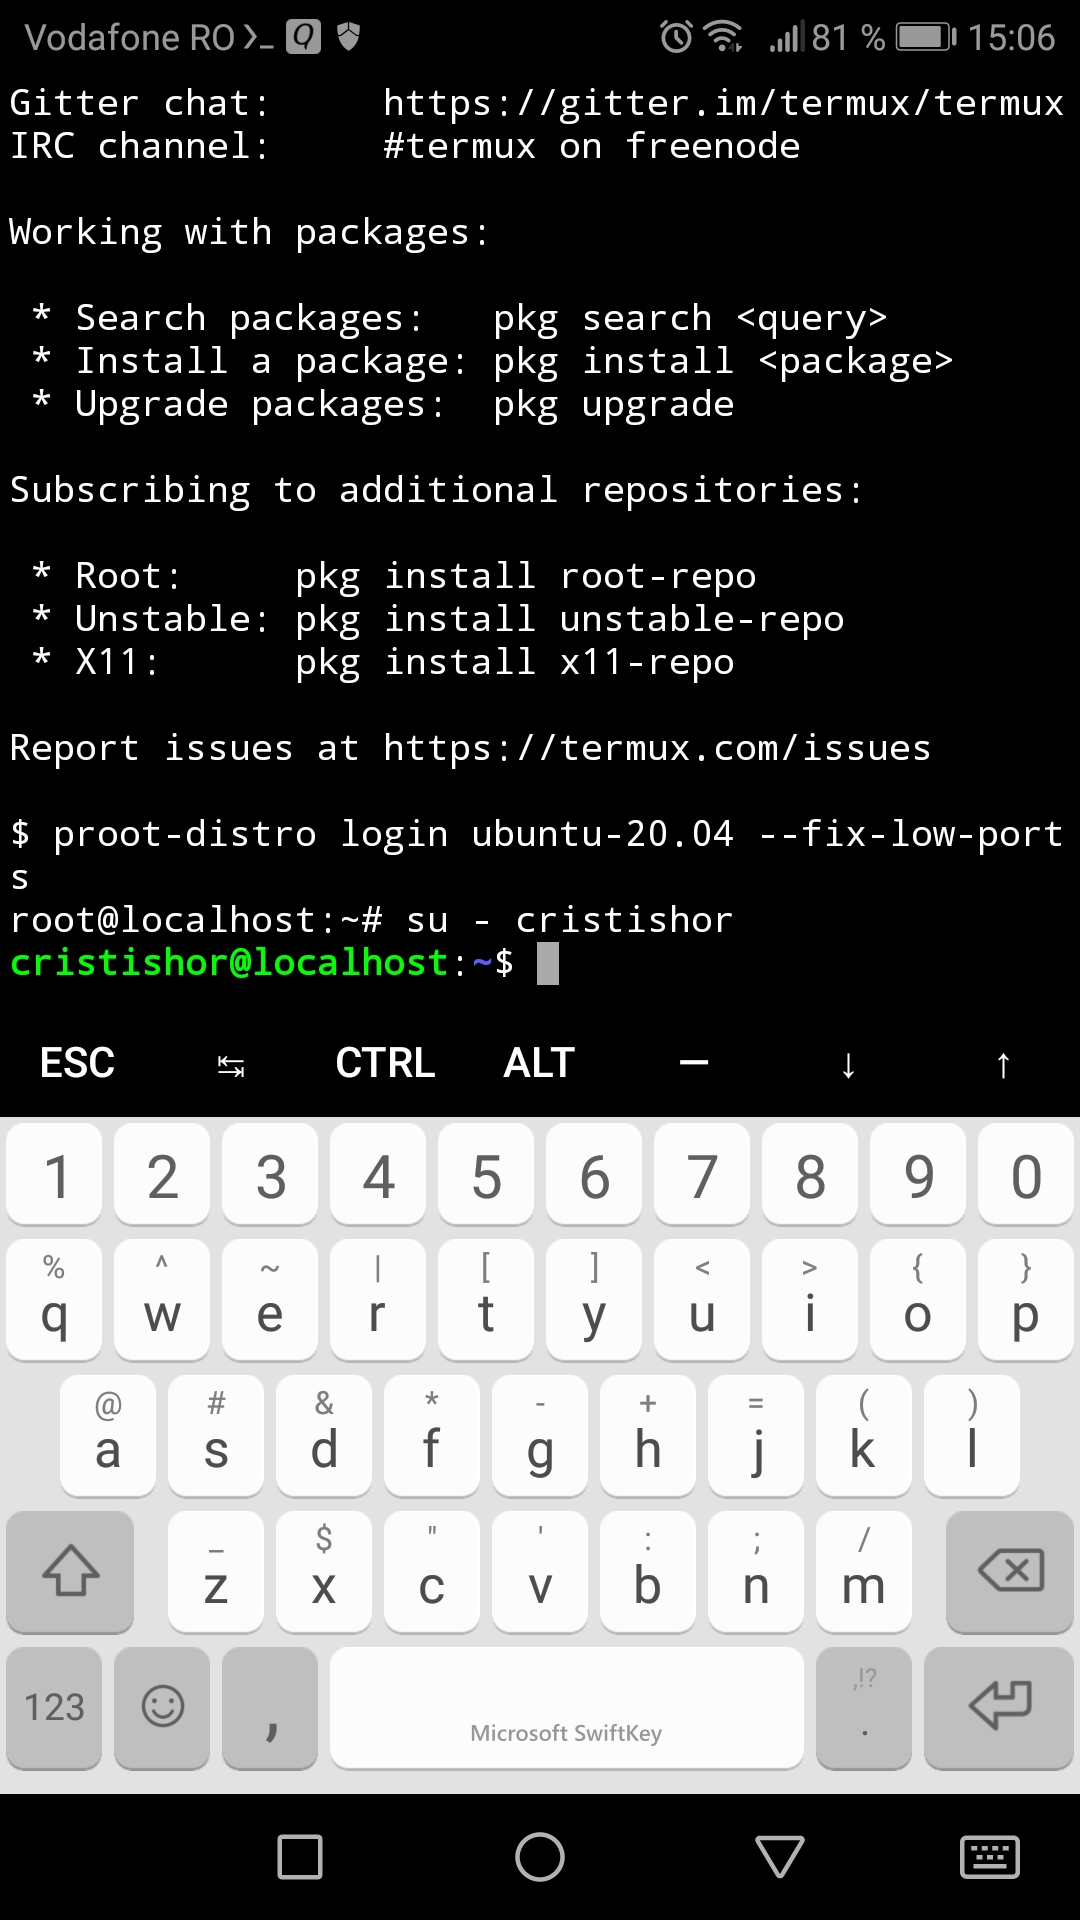 Vodafone RO 81 % 15:06
Gitter chat: https://gitter.im/termux/termux
IRC channel: #termux on freenode
Working with packages:
* Search packages: pkg search <query>
* Install a package: pkg install <package>
* Upgrade packages: pkg upgrade
Subscribing to additional repositories:
* Root: pkg install root-repo
* Unstable: pkg install unstable-repo
* X11: pkg install x11-repo
Report issues at https://termux.com/issues
$ proot-distro login ubuntu-20.04 --fix-low-port
s
root@localhost:~# su - cristishor
cristishor@localhost:~$
ESC ↹ CTRL ALT — ↓ ↑
1 2 3 4 5 6 7 8 9 0
% ^ ~ | [ ] < > { }
q w e r t y u i o p
@ # & * - + = ( )
a s d f g h j k l
_ $ " ' : ; /
z x c v b n m
,!?
123 , Microsoft SwiftKey .